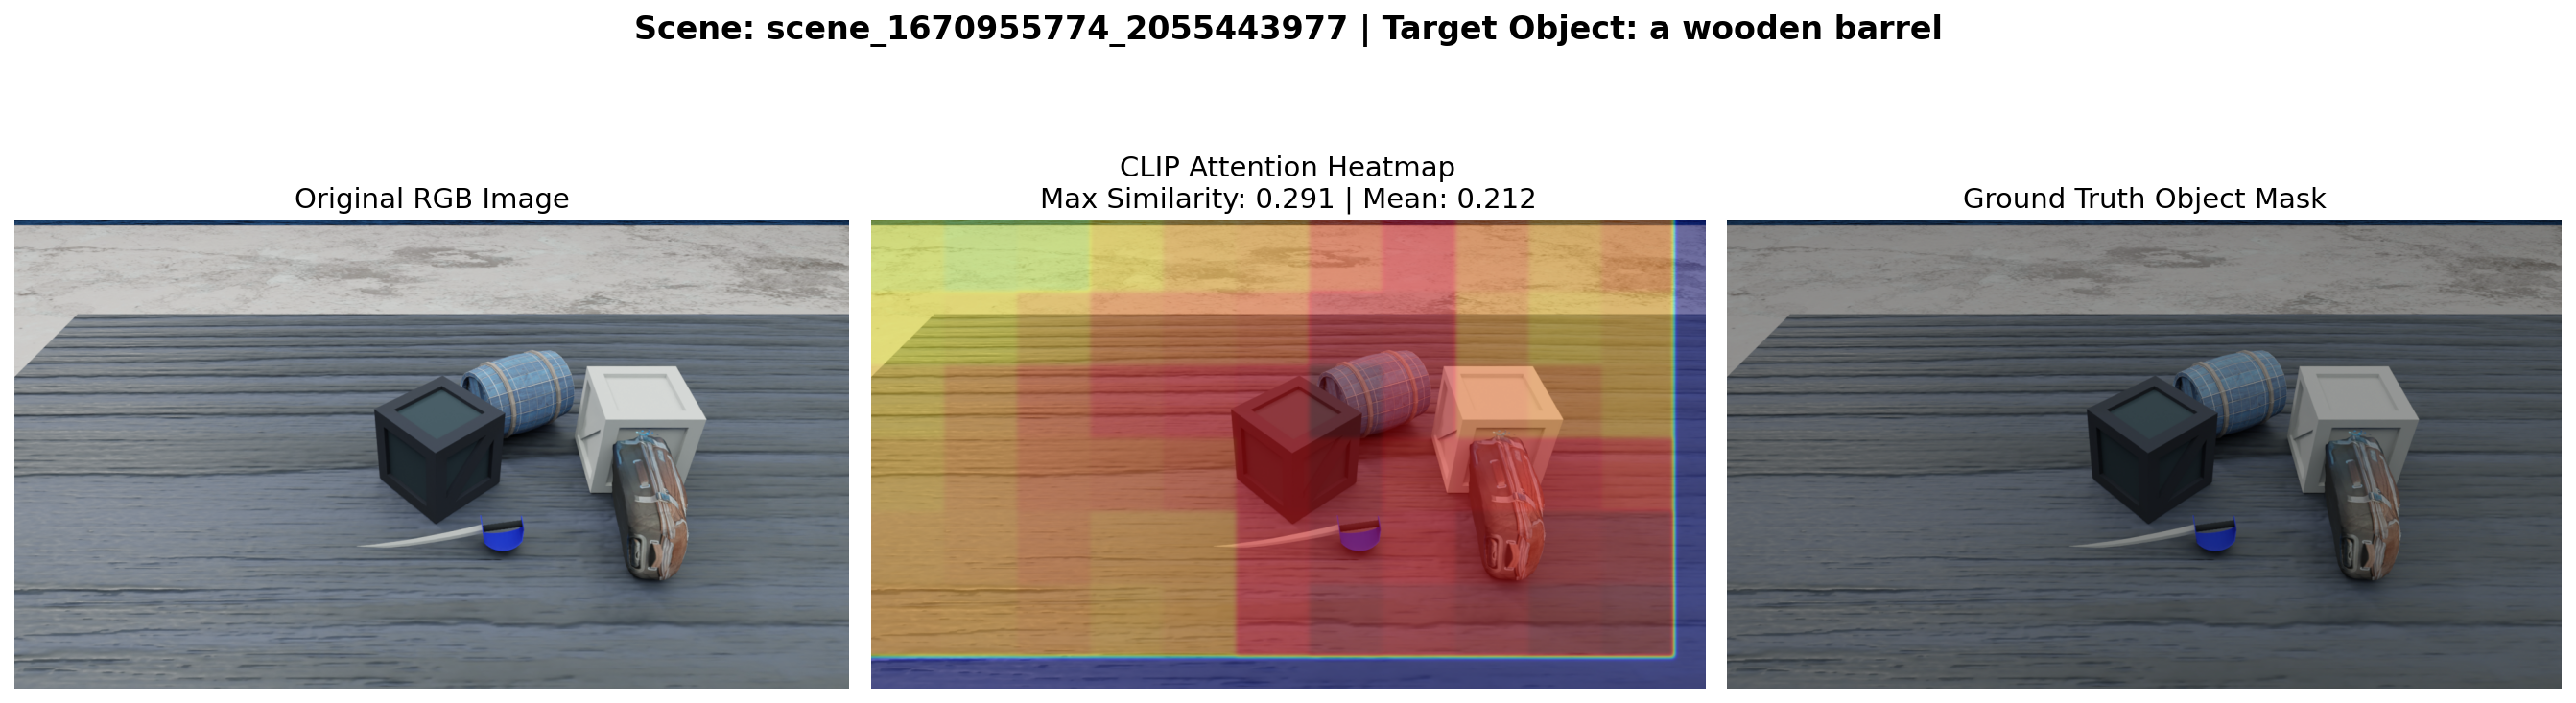 Scene: scene_1670955774_2055443977 | Target Object: a wooden barrel
Original RGB Image
CLIP Attention Heatmap
Max Similarity: 0.291 | Mean: 0.212
Ground Truth Object Mask